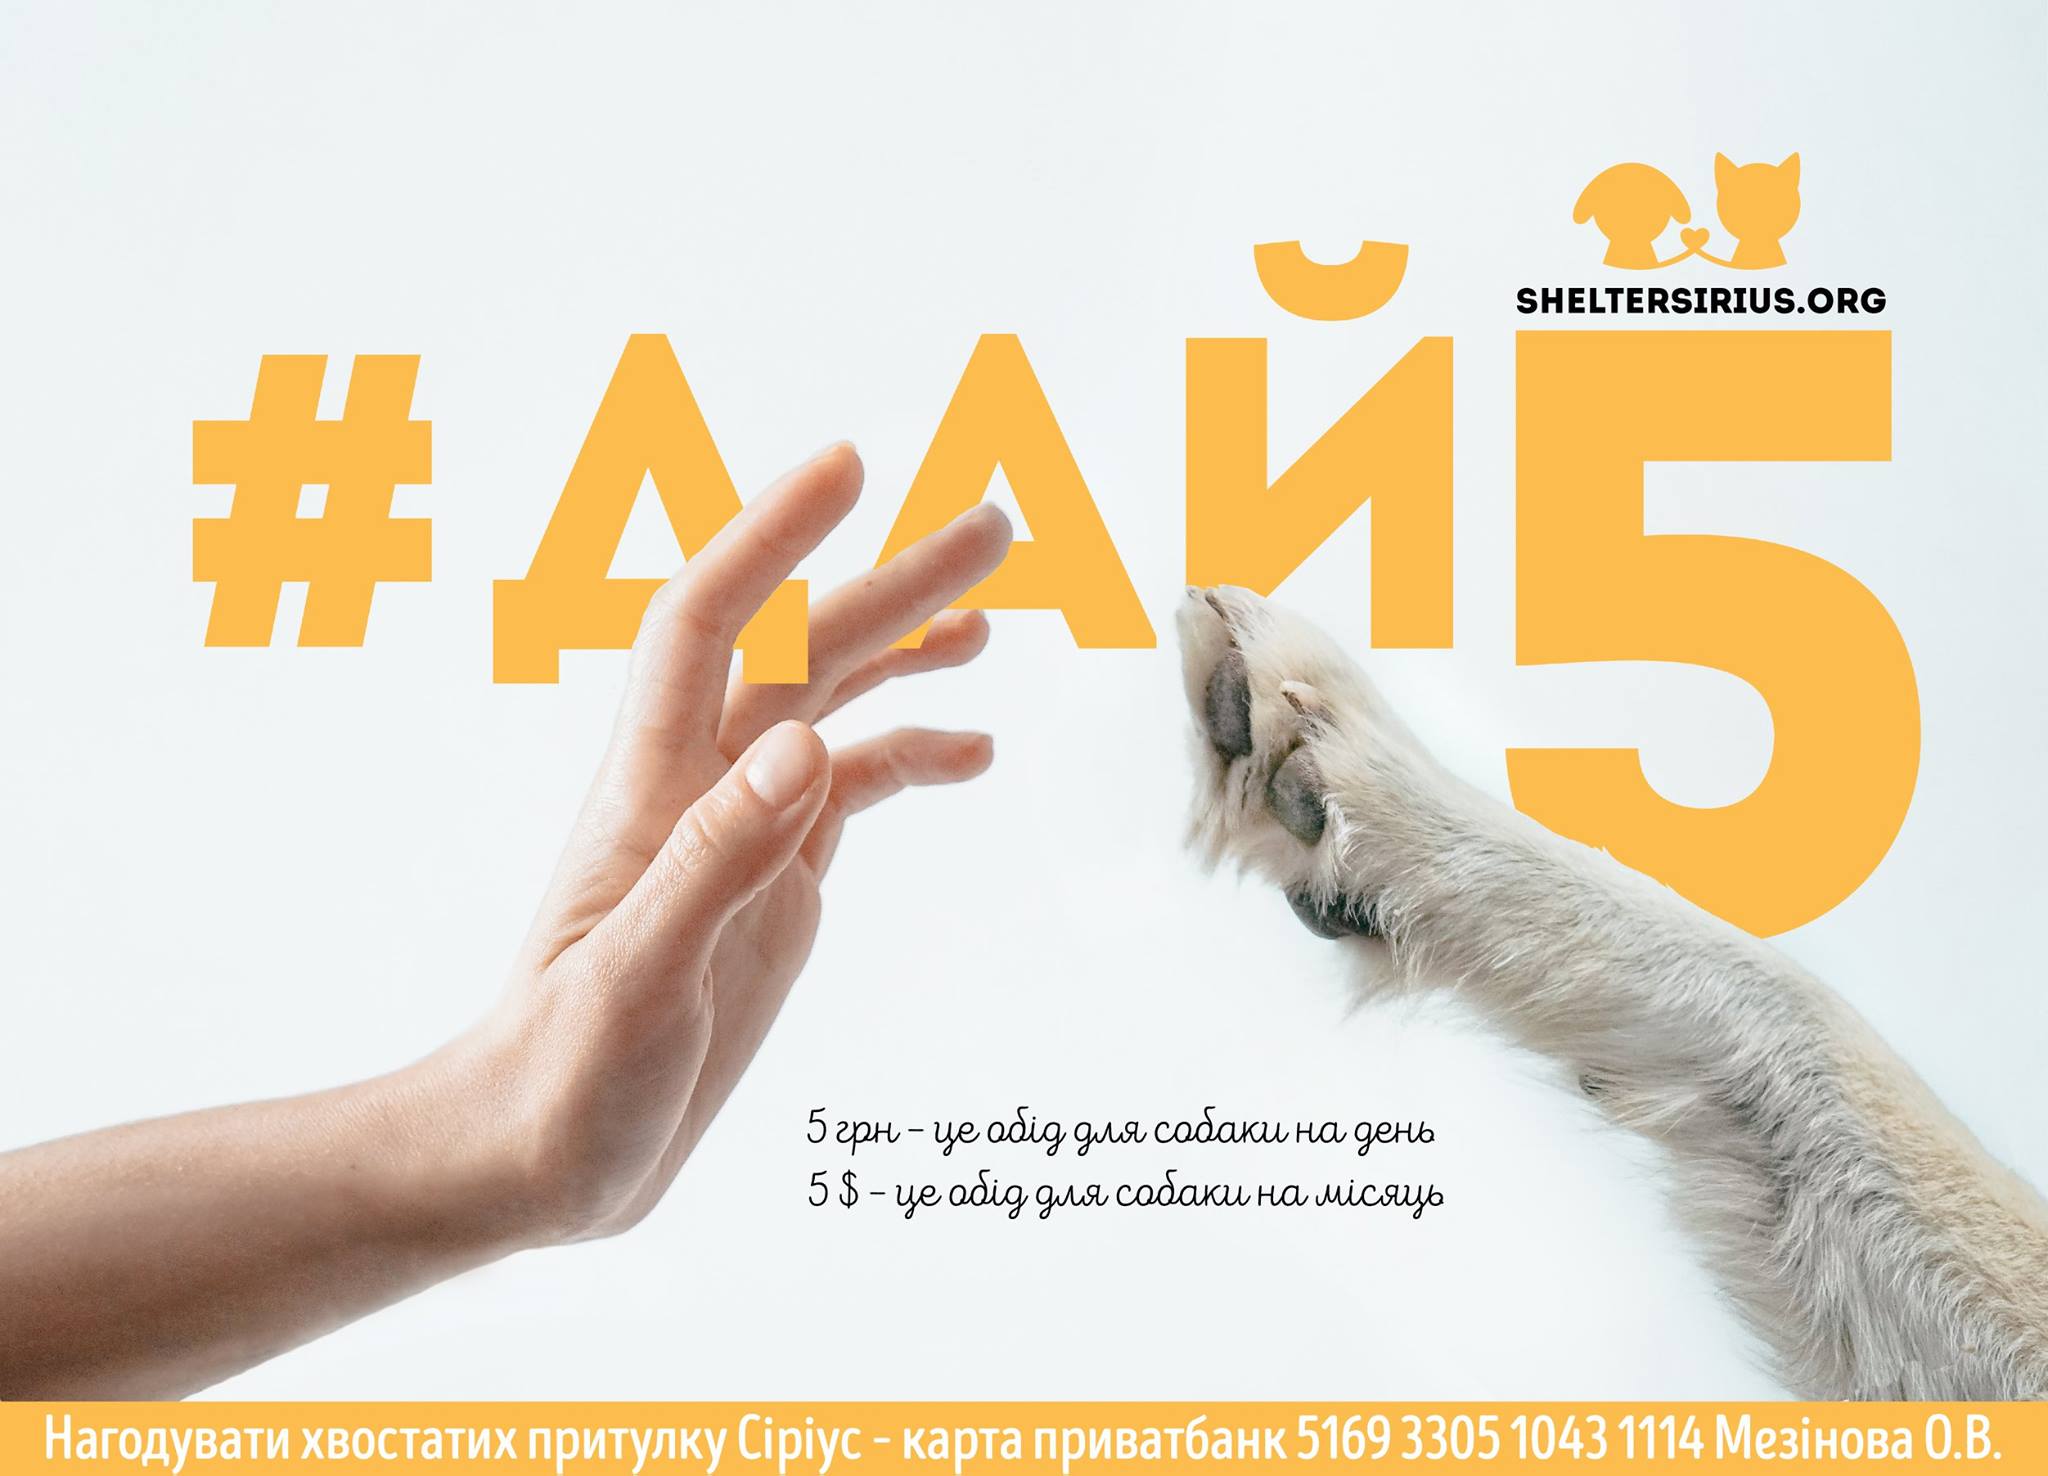 SHELTERSIRIUS.ORG
#ДАЙ5
5 грн - це обід для собаки на день
5 $ - це обід для собаки на місяць
Нагодувати хвостатих притулку Сіріус - карта приватбанк 5169 3305 1043 1114 Мезінова О.В.